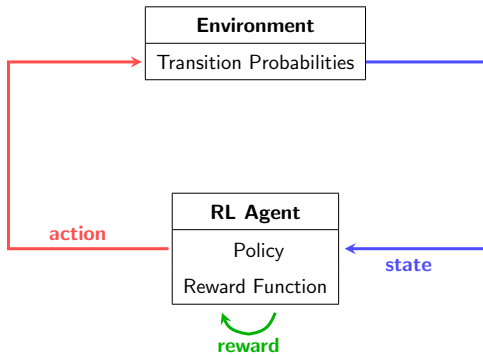 Environment
Transition Probabilities
RL Agent
action
Policy
state
Reward Function
reward